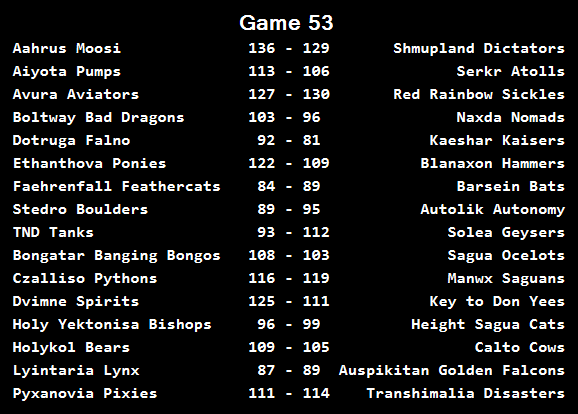 Game 53
Aahrus Moosi 136 - 129 Shmupland Dictators
Aiyota Pumps 113 - 106 Serkr Atolls
Avura Aviators 127 - 130 Red Rainbow Sickles
Boltway Bad Dragons 103 - 96 Naxda Nomads
Dotruga Falno 92 - 81 Kaeshar Kaisers
Ethanthova Ponies 122 - 109 Blanaxon Hammers
Faehrenfall Feathercats 84 - 89 Barsein Bats
Stedro Boulders 89 - 95 Autolik Autonomy
TND Tanks 93 - 112 Solea Geysers
Bongatar Banging Bongos 108 - 103 Sagua Ocelots
Czalliso Pythons 116 - 119 Manwx Saguans
Dvimne Spirits 125 - 111 Key to Don Yees
Holy Yektonisa Bishops 96 - 99 Height Sagua Cats
Holykol Bears 109 - 105 Calto Cows
Lyintaria Lynx 87 - 89 Auspikitan Golden Falcons
Pyxanovia Pixies 111 - 114 Transhimalia Disasters